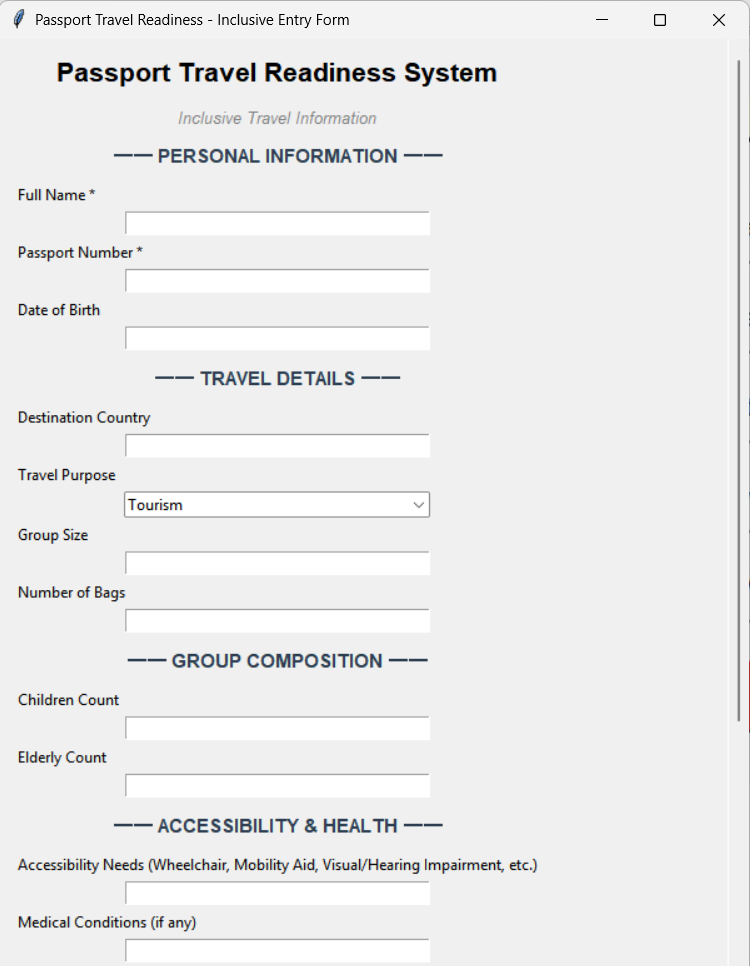 Passport Travel Readiness - Inclusive Entry Form
Passport Travel Readiness System
Inclusive Travel Information
—— PERSONAL INFORMATION ——
Full Name *
Passport Number *
Date of Birth
—— TRAVEL DETAILS ——
Destination Country
Travel Purpose
Tourism
Group Size
Number of Bags
—— GROUP COMPOSITION ——
Children Count
Elderly Count
—— ACCESSIBILITY & HEALTH ——
Accessibility Needs (Wheelchair, Mobility Aid, Visual/Hearing Impairment, etc.)
Medical Conditions (if any)